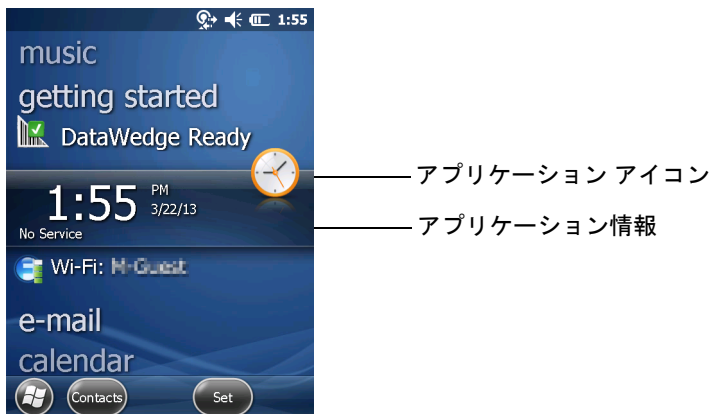 1:55
music
getting started
DataWedge Ready
アプリケーション アイコン
1:55 PM
3/22/13
アプリケーション情報
No Service
Wi-Fi:
e-mail
calendar
Contacts
Set